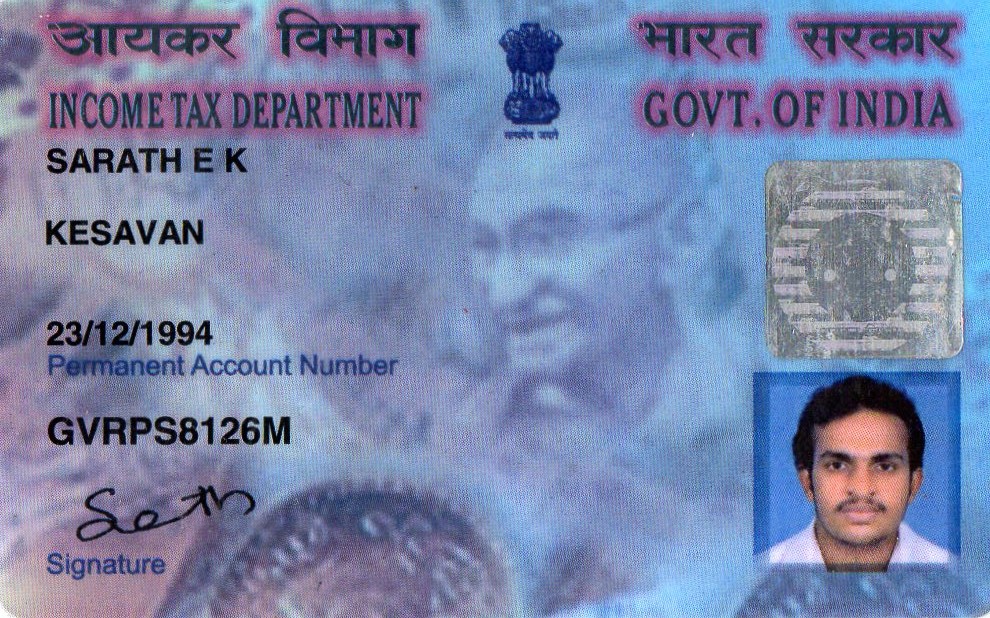 आयकर विभाग
भारत सरकार
INCOME TAX DEPARTMENT
GOVT. OF INDIA
सत्यमेव जयते
SARATH E K
KESAVAN
23/12/1994
Permanent Account Number
GVRPS8126M
Signature